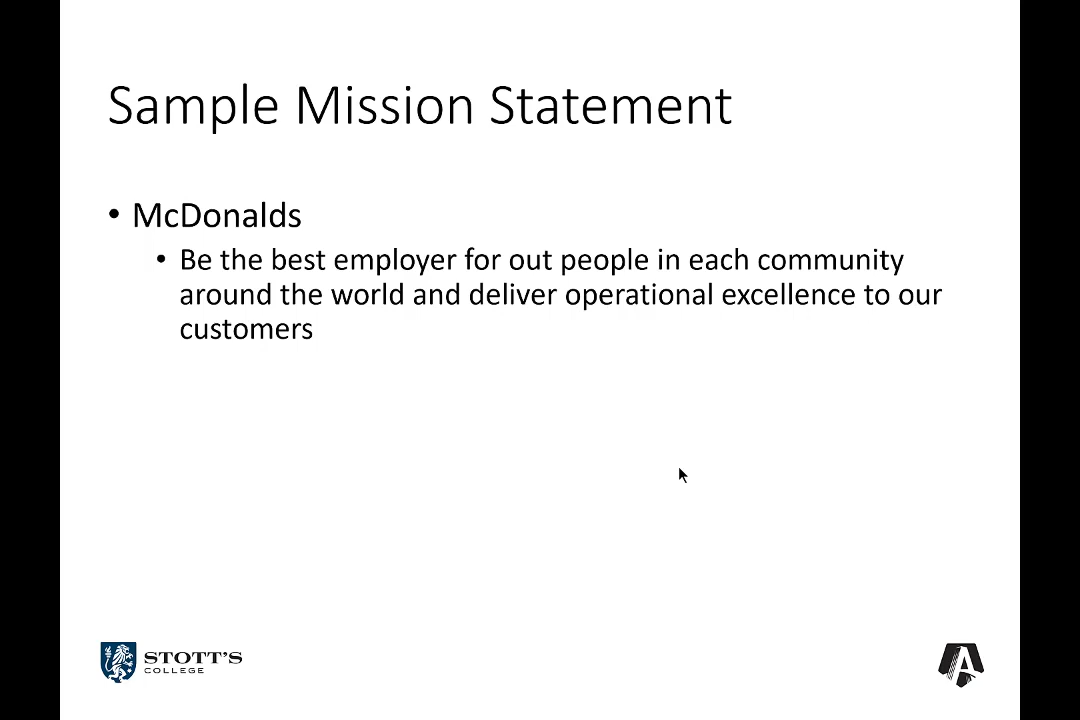 Sample Mission Statement
• McDonalds
• Be the best employer for out people in each community
around the world and deliver operational excellence to our
customers
STOTT'S
COLLEGE
A